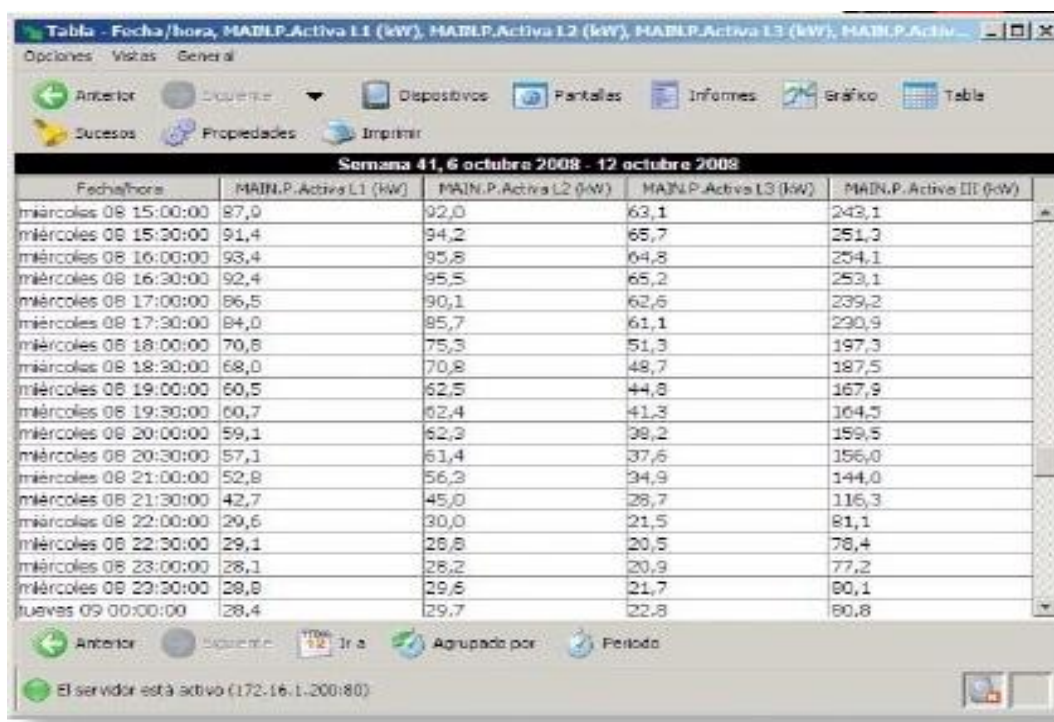 Tabla - Fecha/hora, MAIN.P.Activa L1 (kW), MAIN.P.Activa L2 (kW), MAIN.P.Activa L3 (kW), MAIN.P.Activ...
Opciones Vistas General
Anterior Siguiente Dispositivos Pantallas Informes Gráfico Tabla
Sucesos Propiedades Imprimir
Semana 41, 6 octubre 2008 - 12 octubre 2008
Fecha/hora MAIN.P.Activa L1 (kW) MAIN.P.Activa L2 (kW) MAIN.P.Activa L3 (kW) MAIN.P.Activa III (kW)
miércoles 08 15:00:00 87,9 92,0 63,1 243,1
miércoles 08 15:30:00 91,4 94,2 65,7 251,3
miércoles 08 16:00:00 93,4 95,8 64,8 254,1
miércoles 08 16:30:00 92,4 95,5 65,2 253,1
miércoles 08 17:00:00 86,5 90,1 62,6 239,2
miércoles 08 17:30:00 84,0 85,7 61,1 230,9
miércoles 08 18:00:00 70,8 75,3 51,3 197,3
miércoles 08 18:30:00 68,0 70,8 48,7 187,5
miércoles 08 19:00:00 60,5 62,5 44,8 167,9
miércoles 08 19:30:00 60,7 62,4 41,3 164,5
miércoles 08 20:00:00 59,1 62,3 38,2 159,5
miércoles 08 20:30:00 57,1 61,4 37,6 156,0
miércoles 08 21:00:00 52,8 56,3 34,9 144,0
miércoles 08 21:30:00 42,7 45,0 28,7 116,3
miércoles 08 22:00:00 29,6 30,0 21,5 81,1
miércoles 08 22:30:00 29,1 28,8 20,5 78,4
miércoles 08 23:00:00 28,1 28,2 20,9 77,2
miércoles 08 23:30:00 28,8 29,6 21,7 80,1
jueves 09 00:00:00 28,4 29,7 22,8 80,8
Anterior Siguiente 12 Ir a Agrupado por Periodo
El servidor está activo (172.16.1.200:80)